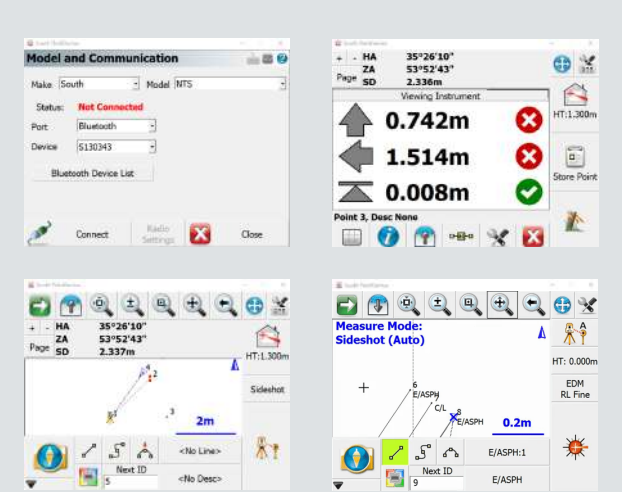 Model and Communication
Make South Model NTS
Status: Not Connected
Port Bluetooth
Device S130343
Bluetooth Device List
Connect Radio Settings Close
+ - HA 35°26'10"
ZA 53°52'43"
Page SD 2.336m
Viewing Instrument
0.742m
HT:1.300m
1.514m
Store Point
0.008m
Point 3, Desc None
+ - HA 35°26'10"
ZA 53°52'43"
Page SD 2.337m
HT:1.300m
2
Sideshot
3
2m
<No Line>
Next ID
5
<No Desc>
Measure Mode:
Sideshot (Auto)
A
HT: 0.000m
6
E/ASPH
EDM
RL Fine
C/L
8
E/ASPH
0.2m
E/ASPH:1
Next ID
9
E/ASPH